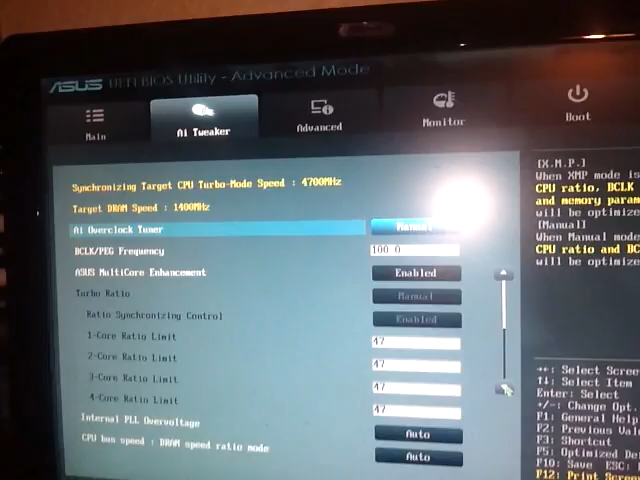 ASUS UEFI BIOS Utility - Advanced Mode
Main
Ai Tweaker
Advanced
Monitor
Boot
Synchronizing Target CPU Turbo-Mode Speed : 4700MHz
Target DRAM Speed : 1400MHz
Ai Overclock Tuner Manual
BCLK/PEG Frequency 100.0
ASUS MultiCore Enhancement Enabled
Turbo Ratio Manual
Ratio Synchronizing Control Enabled
1-Core Ratio Limit 47
2-Core Ratio Limit 47
3-Core Ratio Limit 47
4-Core Ratio Limit 47
Internal PLL Overvoltage Auto
CPU bus speed : DRAM speed ratio mode Auto
[X.M.P.]
When XMP mode is
CPU ratio, BCLK
and memory param
will be optimize
[Manual]
When Manual mode
CPU ratio and BC
will be optimize
→←: Select Scree
↑↓: Select Item
Enter: Select
+/-: Change Opt.
F1: General Help
F2: Previous Val
F3: Shortcut
F5: Optimized De
F10: Save ESC:
F12: Print Scree